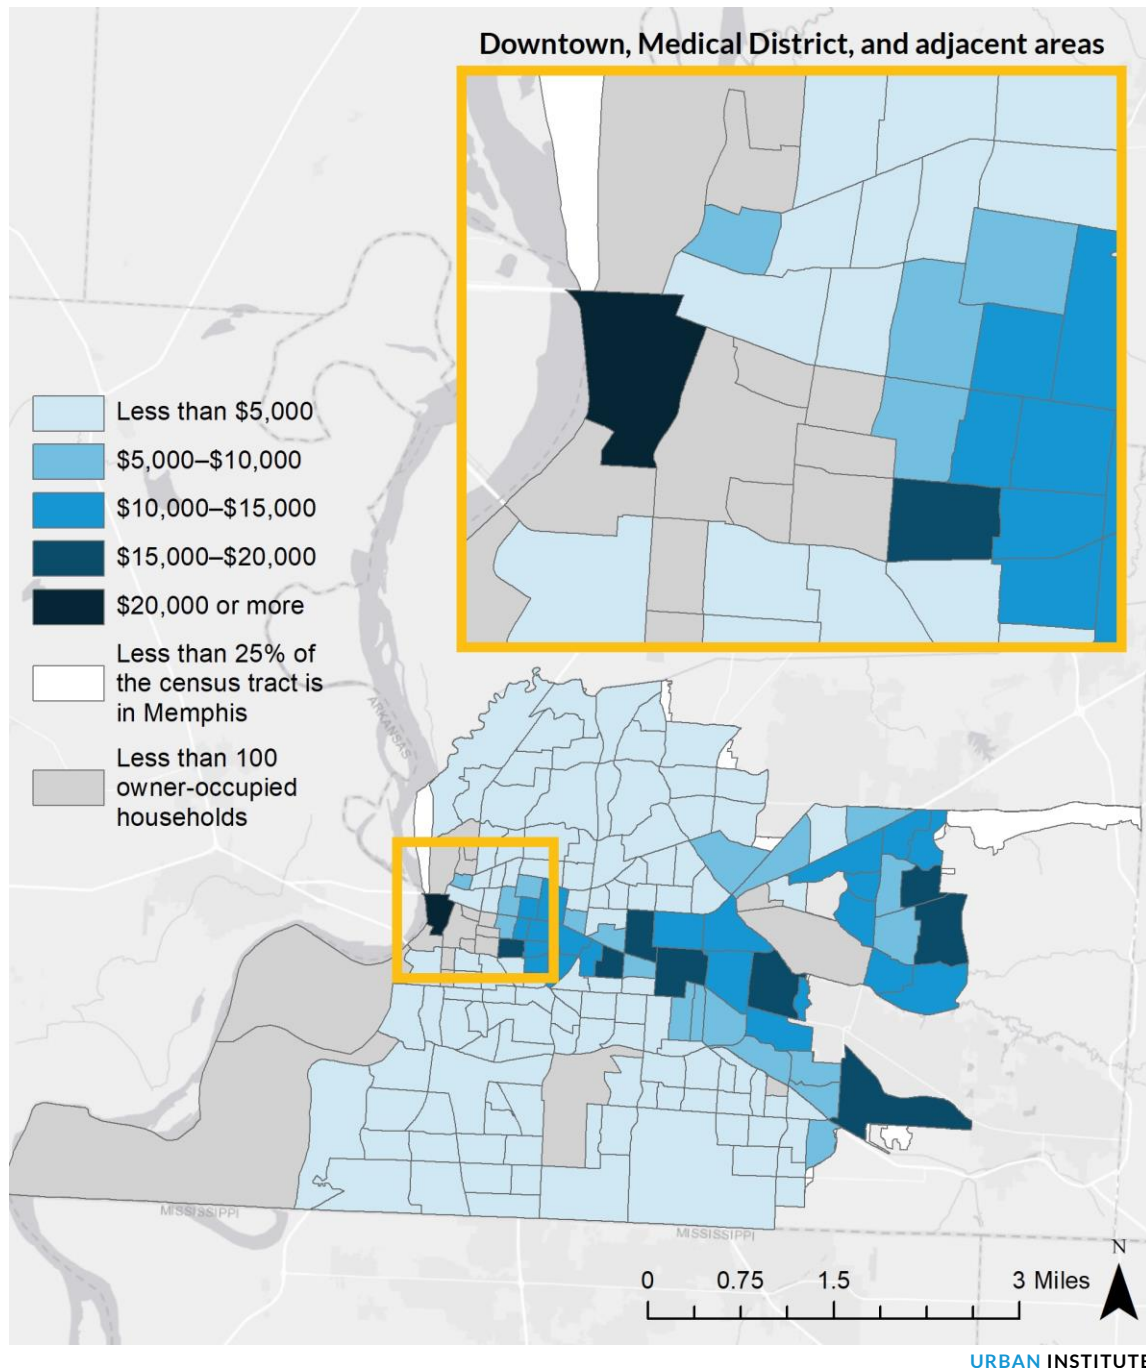 Downtown, Medical District, and adjacent areas
Less than $5,000
$5,000–$10,000
$10,000–$15,000
$15,000–$20,000
$20,000 or more
Less than 25% of
the census tract is
in Memphis
Less than 100
owner-occupied
households
ARKANSAS
MISSISSIPPI
MISSISSIPPI
N
0 0.75 1.5 3 Miles
URBAN INSTITUTE